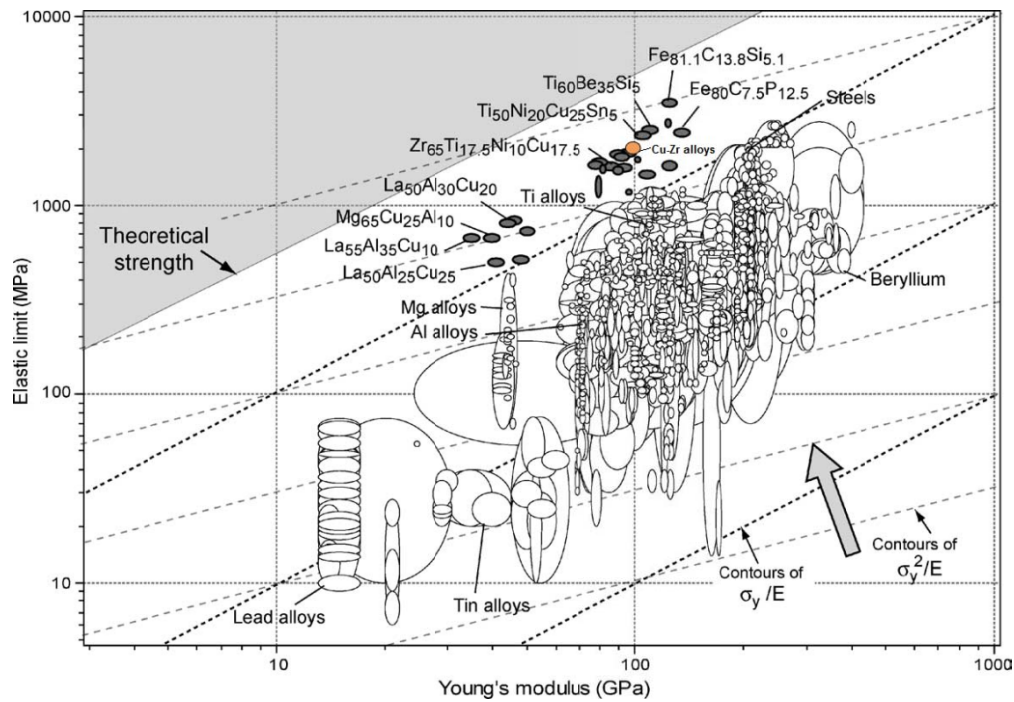 10000
1000
100
10
Elastic limit (MPa)
Fe81.1C13.8Si5.1
Ti60Be35Si5
Fe80C7.5P12.5
Ti50Ni20Cu25Sn5
Steels
Zr65Ti17.5Ni10Cu17.5
Cu-Zr alloys
La50Al30Cu20
Ti alloys
Mg65Cu25Al10
Theoretical
strength
La55Al35Cu10
La50Al25Cu25
Beryllium
Mg alloys
Al alloys
Contours of
σy²/E
Contours of
σy/E
Lead alloys
Tin alloys
10
100
1000
Young's modulus (GPa)